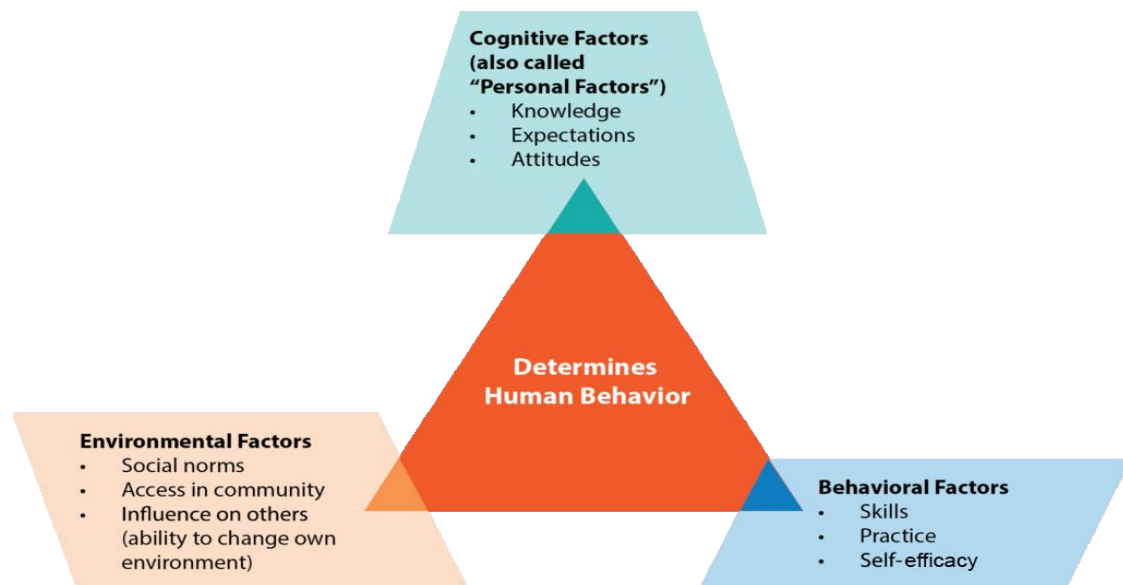 Cognitive Factors
(also called
“Personal Factors”)
• Knowledge
• Expectations
• Attitudes
Determines
Human Behavior
Environmental Factors
• Social norms
• Access in community
• Influence on others
(ability to change own
environment)
Behavioral Factors
• Skills
• Practice
• Self-efficacy